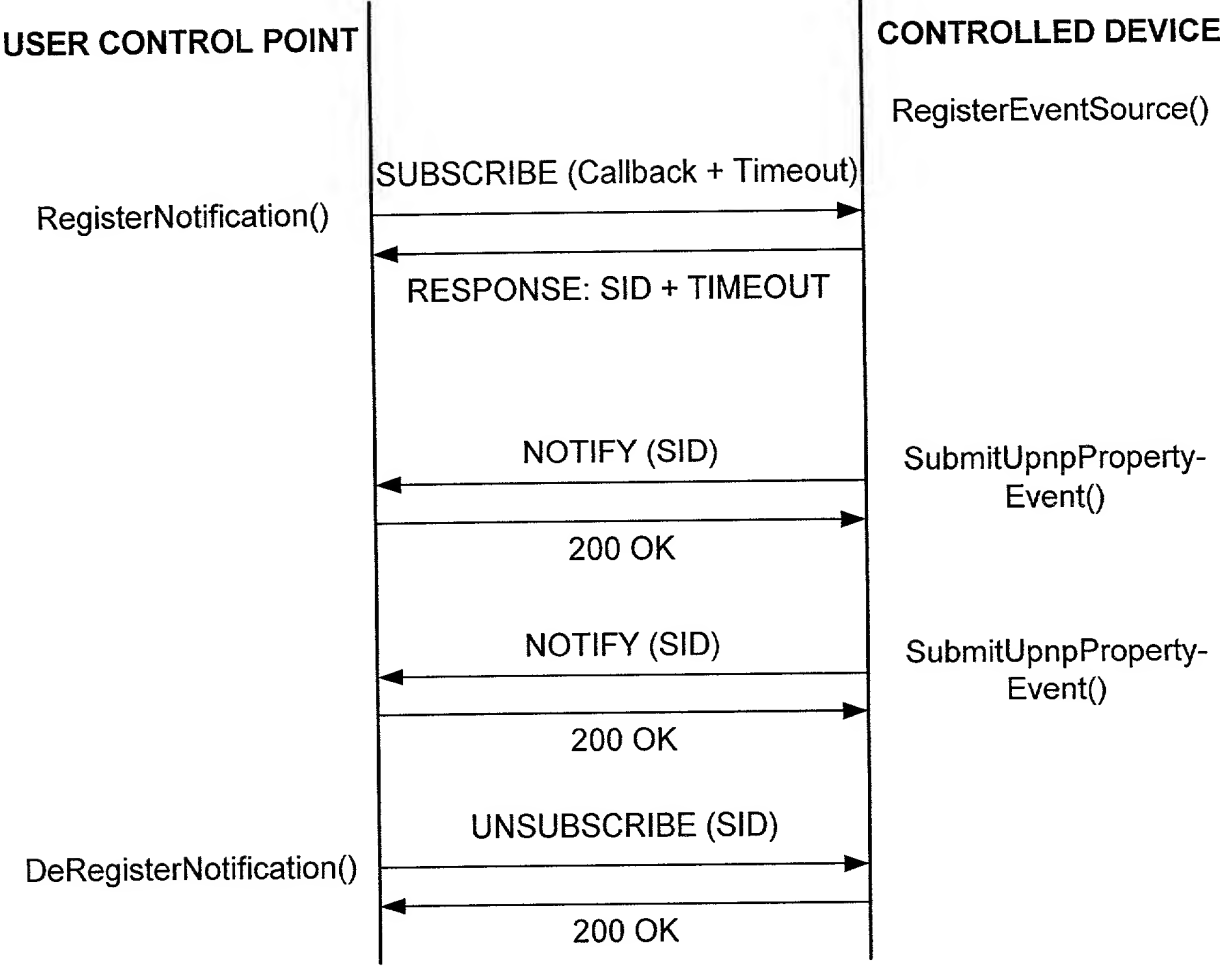 USER CONTROL POINT
CONTROLLED DEVICE
RegisterEventSource()
SUBSCRIBE (Callback + Timeout)
RegisterNotification()
RESPONSE: SID + TIMEOUT
NOTIFY (SID)
SubmitUpnpProperty-
Event()
200 OK
NOTIFY (SID)
SubmitUpnpProperty-
Event()
200 OK
UNSUBSCRIBE (SID)
DeRegisterNotification()
200 OK